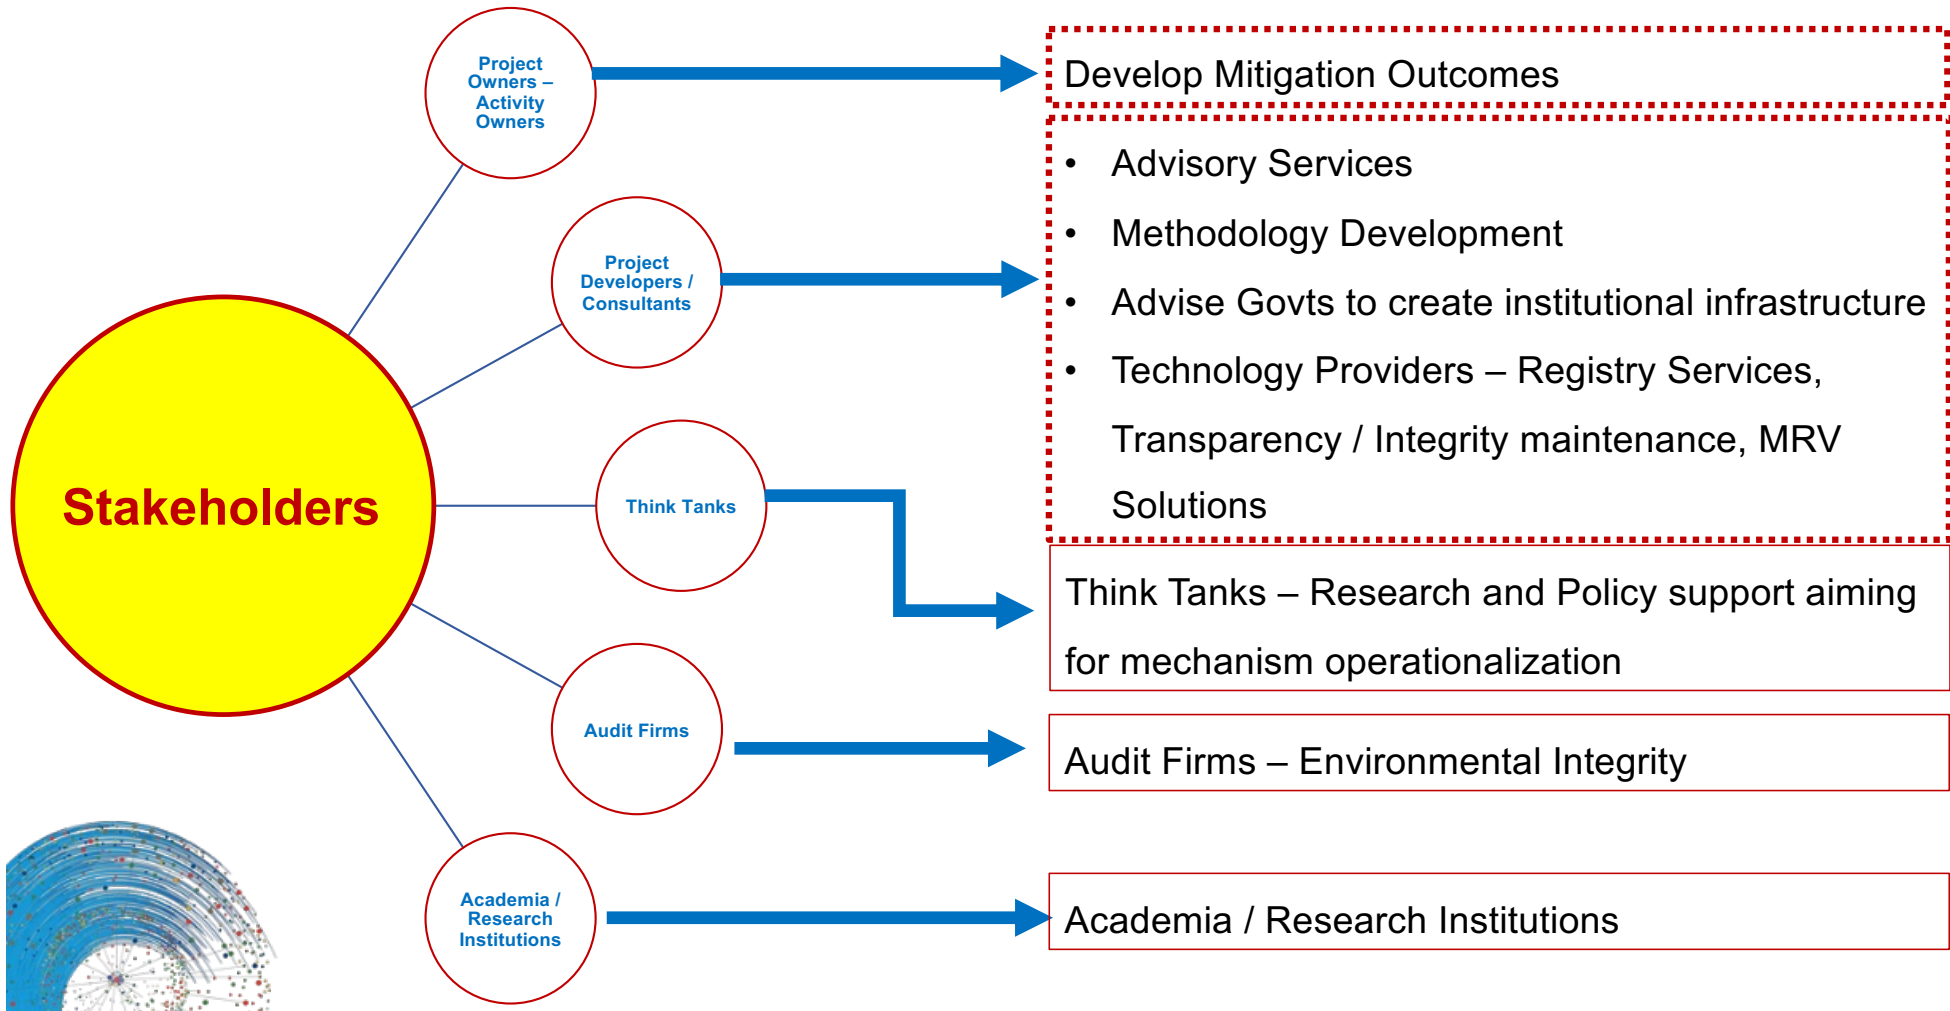 Project
Owners –
Activity
Owners
Develop Mitigation Outcomes
Project
Developers /
Consultants
• Advisory Services
• Methodology Development
• Advise Govts to create institutional infrastructure
• Technology Providers – Registry Services,
Transparency / Integrity maintenance, MRV
Solutions
Stakeholders
Think Tanks
Think Tanks – Research and Policy support aiming
for mechanism operationalization
Audit Firms
Audit Firms – Environmental Integrity
Academia /
Research
Institutions
Academia / Research Institutions